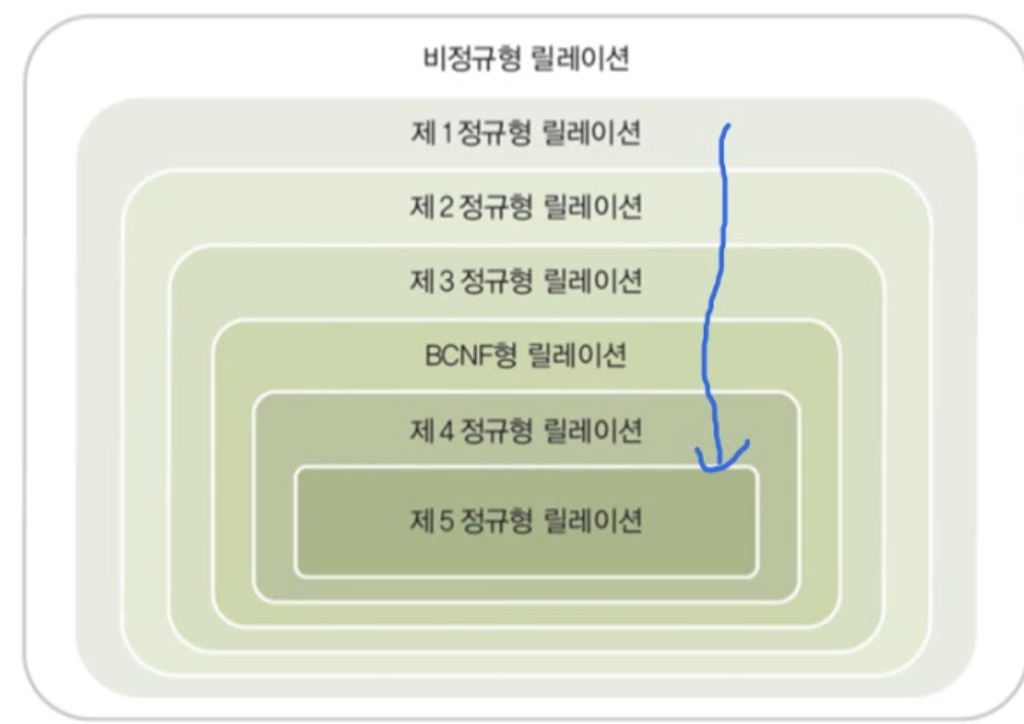 비정규형 릴레이션
제 1 정규형 릴레이션
제 2 정규형 릴레이션
제 3 정규형 릴레이션
BCNF형 릴레이션
제 4 정규형 릴레이션
제 5 정규형 릴레이션